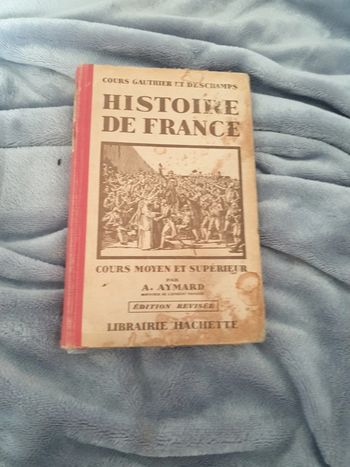 COURS GAUTHIER ET DESCHAMPS
HISTOIRE
DE FRANCE
COURS MOYEN ET SUPÉRIEUR
PAR
A. AYMARD
ÉDITION REVISÉE
LIBRAIRIE HACHETTE